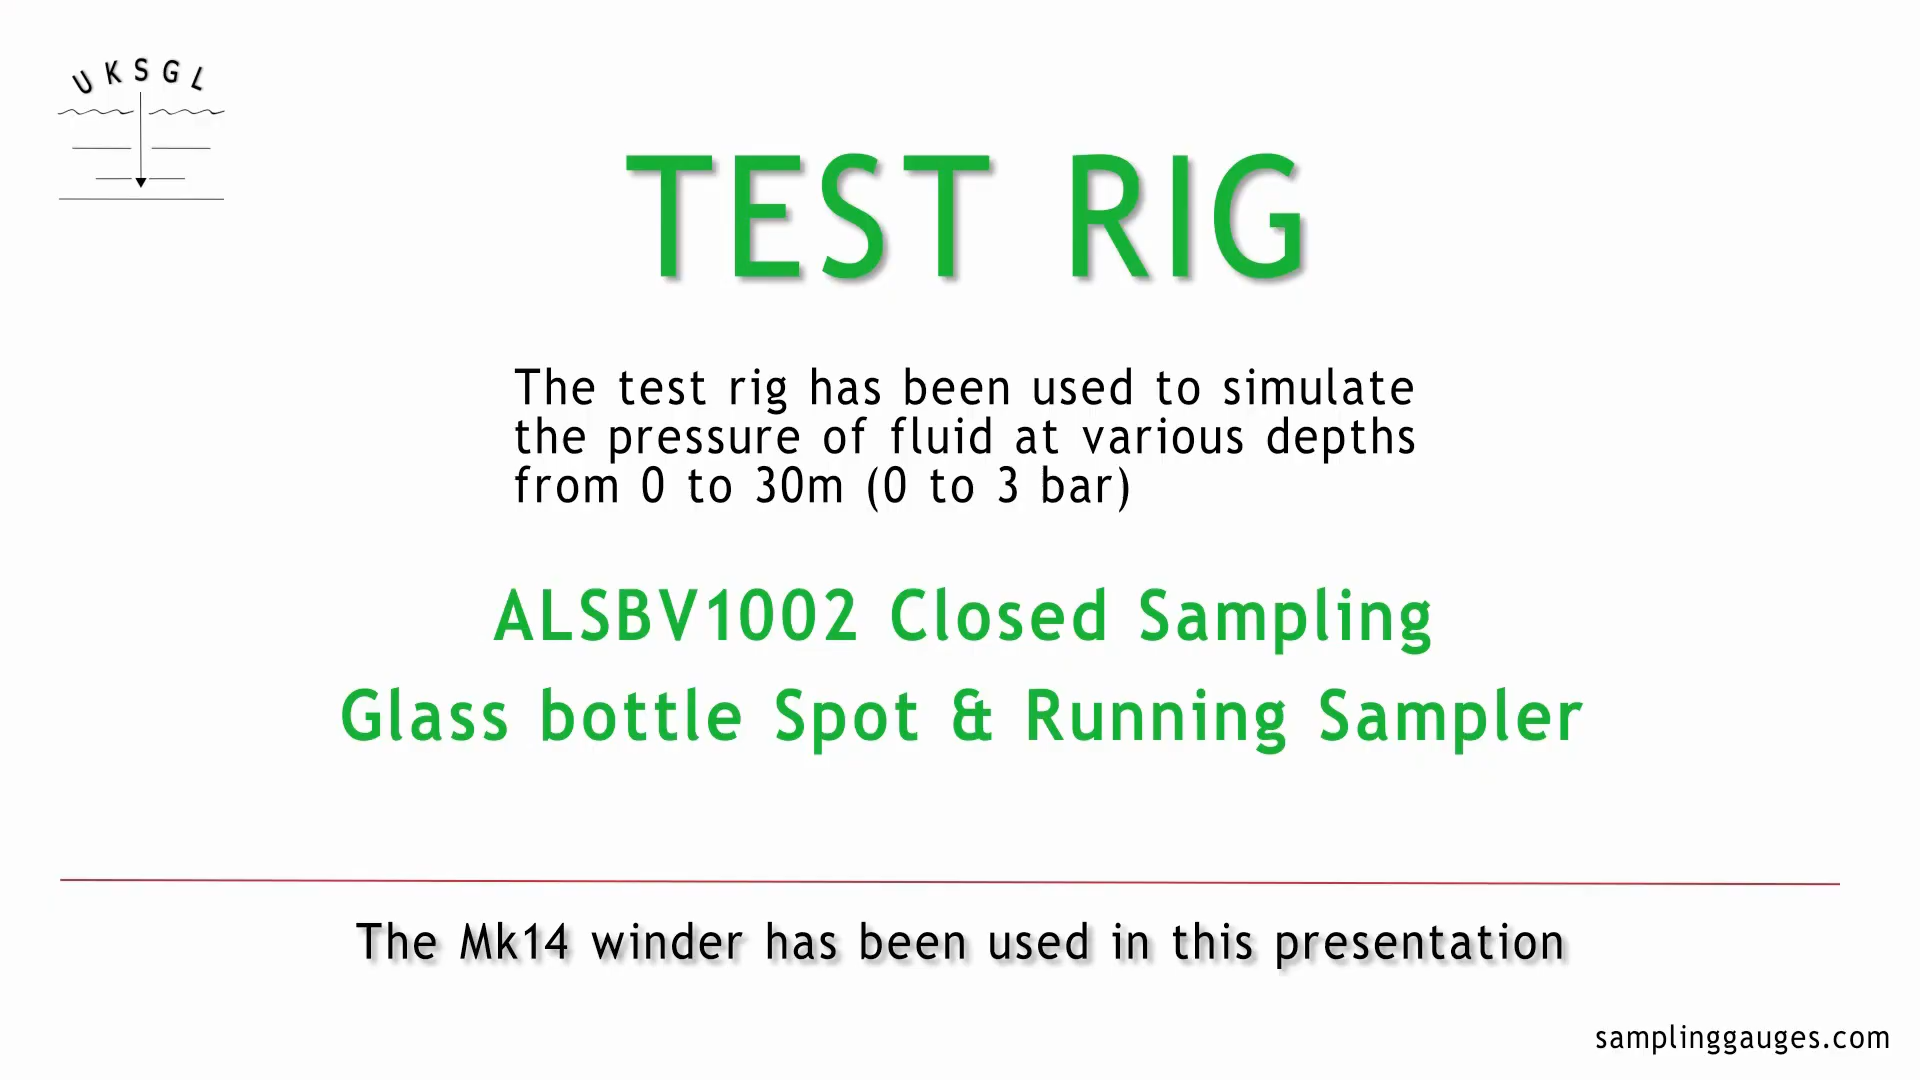 UKSGL
TEST RIG
The test rig has been used to simulate
the pressure of fluid at various depths
from 0 to 30m (0 to 3 bar)
ALSBV1002 Closed Sampling
Glass bottle Spot & Running Sampler
The Mk14 winder has been used in this presentation
samplinggauges.com